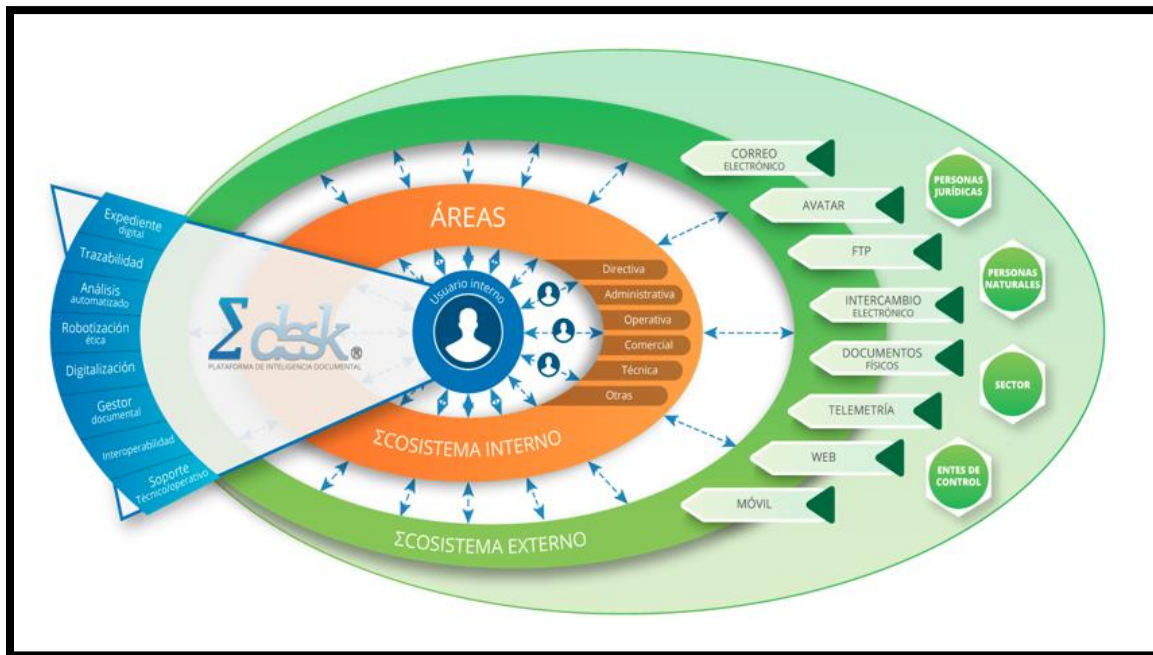 Expediente
digital
Trazabilidad
Análisis
automatizado
Robotización
ética
Digitalización
Gestor
documental
Interoperabilidad
Soporte
Técnico/operativo
Σdesk®
PLATAFORMA DE INTELIGENCIA DOCUMENTAL
Usuario interno
ÁREAS
Directiva
Administrativa
Operativa
Comercial
Técnica
Otras
ΣCOSISTEMA INTERNO
ΣCOSISTEMA EXTERNO
CORREO
ELECTRÓNICO
AVATAR
FTP
INTERCAMBIO
ELECTRÓNICO
DOCUMENTOS
FÍSICOS
TELEMETRÍA
WEB
MÓVIL
PERSONAS
JURÍDICAS
PERSONAS
NATURALES
SECTOR
ENTES DE
CONTROL